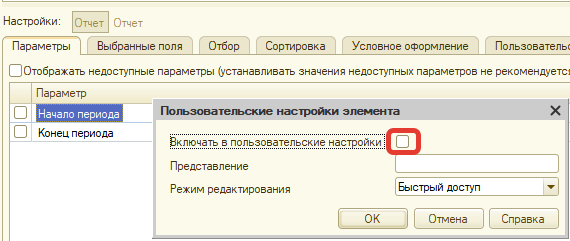 Настройки: Отчет Отчет
Параметры Выбранные поля Отбор Сортировка Условное оформление Пользовательс
Отображать недоступные параметры (устанавливать значения недоступных параметров не рекомендуется
Параметр
Начало периода
Конец периода
Пользовательские настройки элемента
Включать в пользовательские настройки
Представление
Режим редактирования Быстрый доступ
OK Отмена Справка